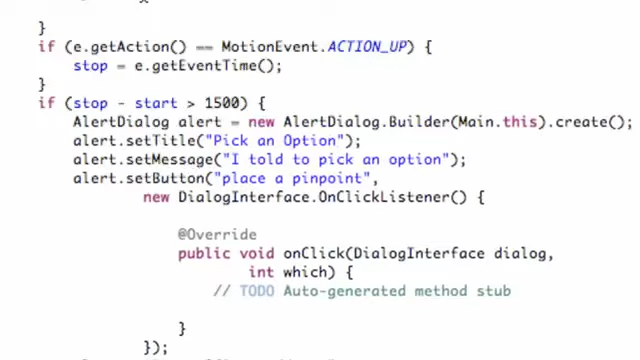 }
if (e.getAction() == MotionEvent.ACTION_UP) {
stop = e.getEventTime();
}
if (stop - start > 1500) {
AlertDialog alert = new AlertDialog.Builder(Main.this).create();
alert.setTitle("Pick an Option");
alert.setMessage("I told to pick an option");
alert.setButton("place a pinpoint",
new DialogInterface.OnClickListener() {
@Override
public void onClick(DialogInterface dialog,
int which) {
// TODO Auto-generated method stub
}
});